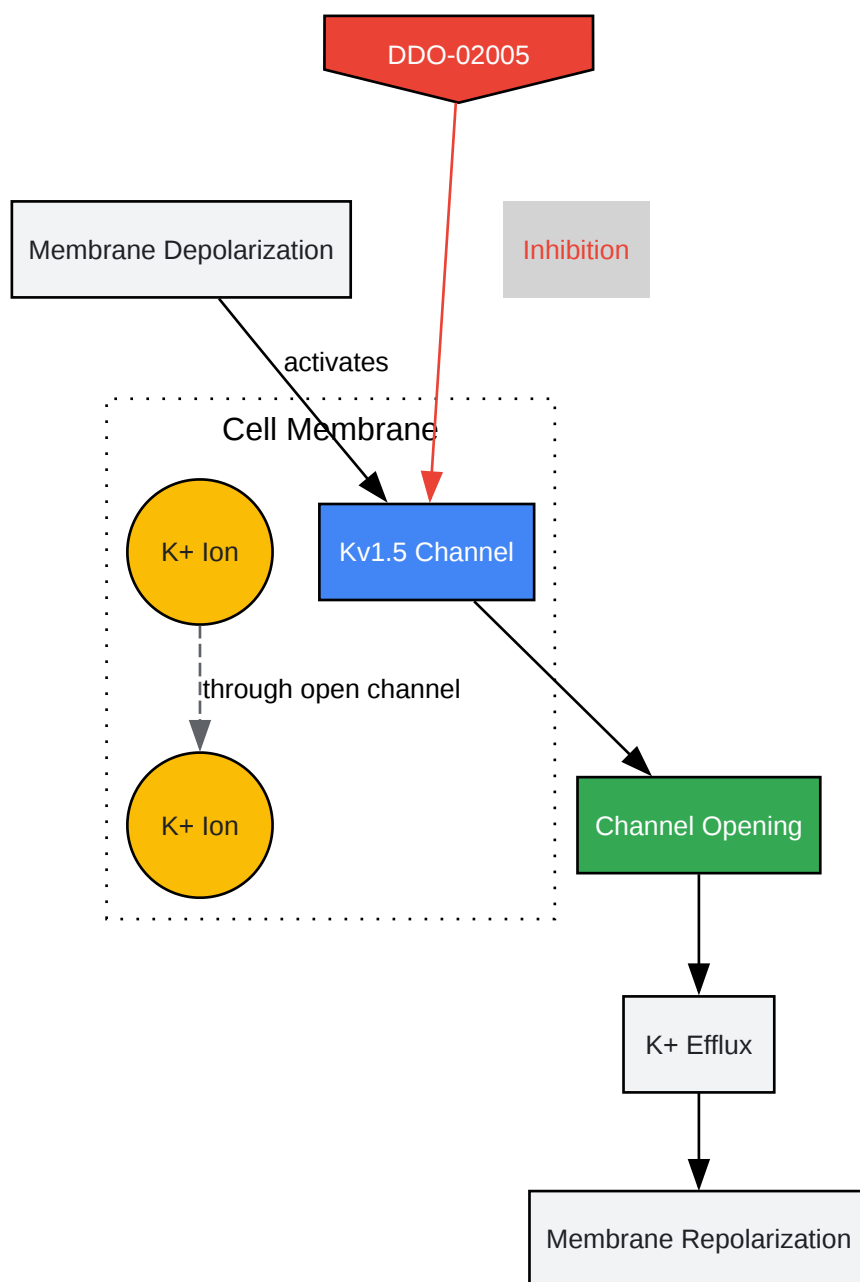 DDO-02005
Membrane Depolarization
Inhibition
activates
Cell Membrane
K+ Ion
Kv1.5 Channel
through open channel
K+ Ion
Channel Opening
K+ Efflux
Membrane Repolarization